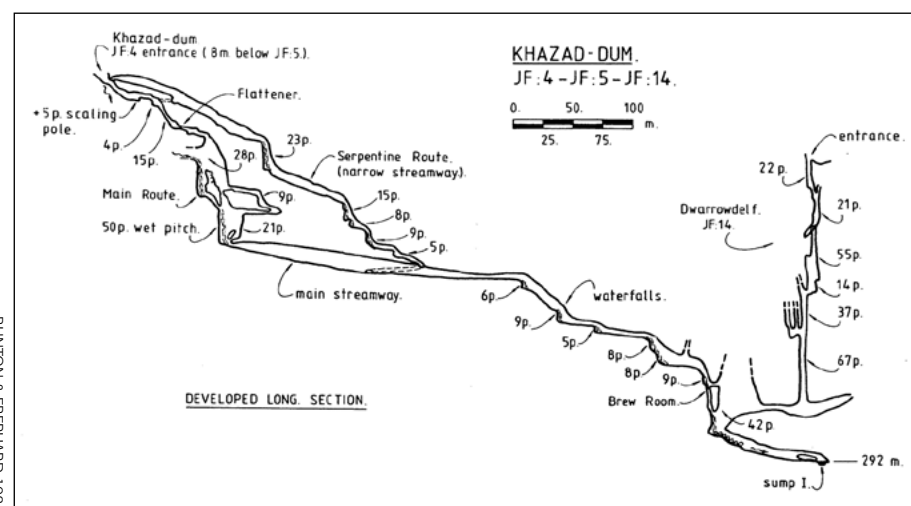 Khazad-dum
JF:4 entrance (8m. below JF:5.).
KHAZAD-DUM.
JF:4-JF:5-JF:14.
0. 50. 100
m.
25. 75.
Flattener.
+5p. scaling
pole.
4p.
15p.
28p.
23p.
Serpentine Route.
(narrow streamway).
Main Route.
9p.
15p.
8p.
9p.
5p.
50p. wet pitch.
21p.
main streamway.
6p.
waterfalls.
9p.
5p.
8p.
8p.
9p.
Brew Room.
42p.
entrance.
22p.
21p.
Dwarrowdelf.
JF:14.
55p.
14p.
37p.
67p.
DEVELOPED LONG. SECTION.
292 m.
sump I.